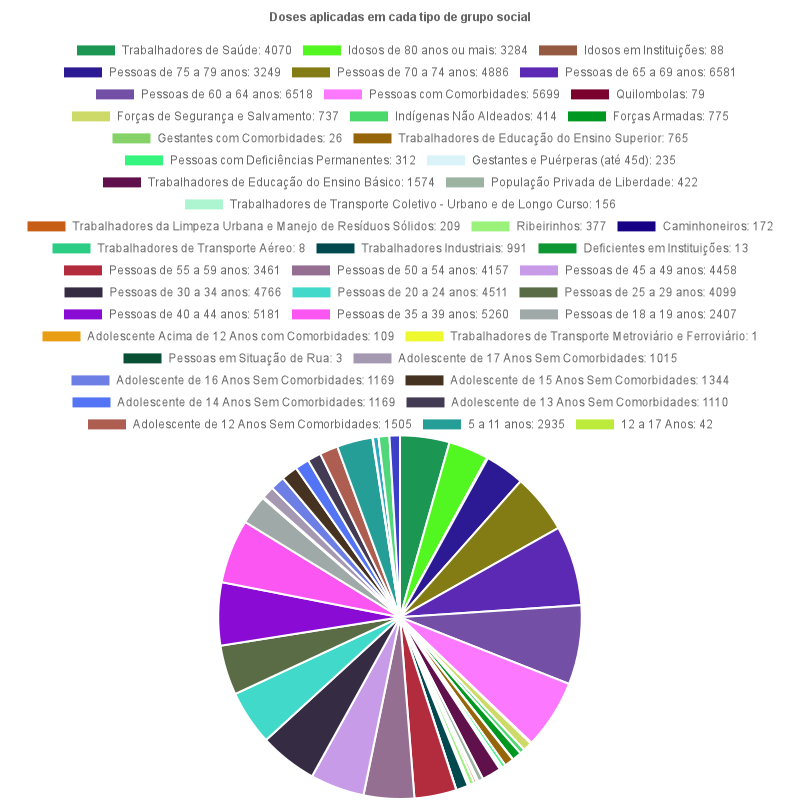 Doses aplicadas em cada tipo de grupo social
Trabalhadores de Saúde: 4070 Idosos de 80 anos ou mais: 3284 Idosos em Instituições: 88
Pessoas de 75 a 79 anos: 3249 Pessoas de 70 a 74 anos: 4886 Pessoas de 65 a 69 anos: 6581
Pessoas de 60 a 64 anos: 6518 Pessoas com Comorbidades: 5699 Quilombolas: 79
Forças de Segurança e Salvamento: 737 Indígenas Não Aldeados: 414 Forças Armadas: 775
Gestantes com Comorbidades: 26 Trabalhadores de Educação do Ensino Superior: 765
Pessoas com Deficiências Permanentes: 312 Gestantes e Puérperas (até 45d): 235
Trabalhadores de Educação do Ensino Básico: 1574 População Privada de Liberdade: 422
Trabalhadores de Transporte Coletivo - Urbano e de Longo Curso: 156
Trabalhadores da Limpeza Urbana e Manejo de Resíduos Sólidos: 209 Ribeirinhos: 377 Caminhoneiros: 172
Trabalhadores de Transporte Aéreo: 8 Trabalhadores Industriais: 991 Deficientes em Instituições: 13
Pessoas de 55 a 59 anos: 3461 Pessoas de 50 a 54 anos: 4157 Pessoas de 45 a 49 anos: 4458
Pessoas de 30 a 34 anos: 4766 Pessoas de 20 a 24 anos: 4511 Pessoas de 25 a 29 anos: 4099
Pessoas de 40 a 44 anos: 5181 Pessoas de 35 a 39 anos: 5260 Pessoas de 18 a 19 anos: 2407
Adolescente Acima de 12 Anos com Comorbidades: 109 Trabalhadores de Transporte Metroviário e Ferroviário: 1
Pessoas em Situação de Rua: 3 Adolescente de 17 Anos Sem Comorbidades: 1015
Adolescente de 16 Anos Sem Comorbidades: 1169 Adolescente de 15 Anos Sem Comorbidades: 1344
Adolescente de 14 Anos Sem Comorbidades: 1169 Adolescente de 13 Anos Sem Comorbidades: 1110
Adolescente de 12 Anos Sem Comorbidades: 1505 5 a 11 anos: 2935 12 a 17 Anos: 42